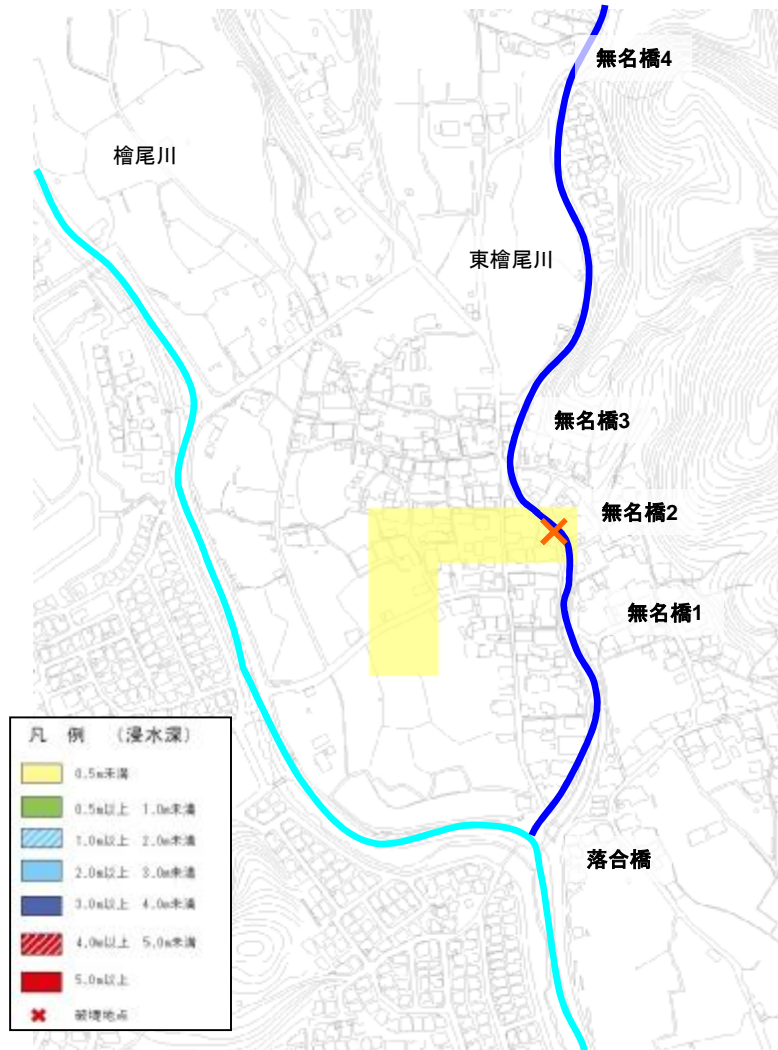 無名橋4
檜尾川
東檜尾川
無名橋3
無名橋2
無名橋1
落合橋
凡 例 (浸水深)
0.5m未満
0.5m以上 1.0m未満
1.0m以上 2.0m未満
2.0m以上 3.0m未満
3.0m以上 4.0m未満
4.0m以上 5.0m未満
5.0m以上
破堤地点